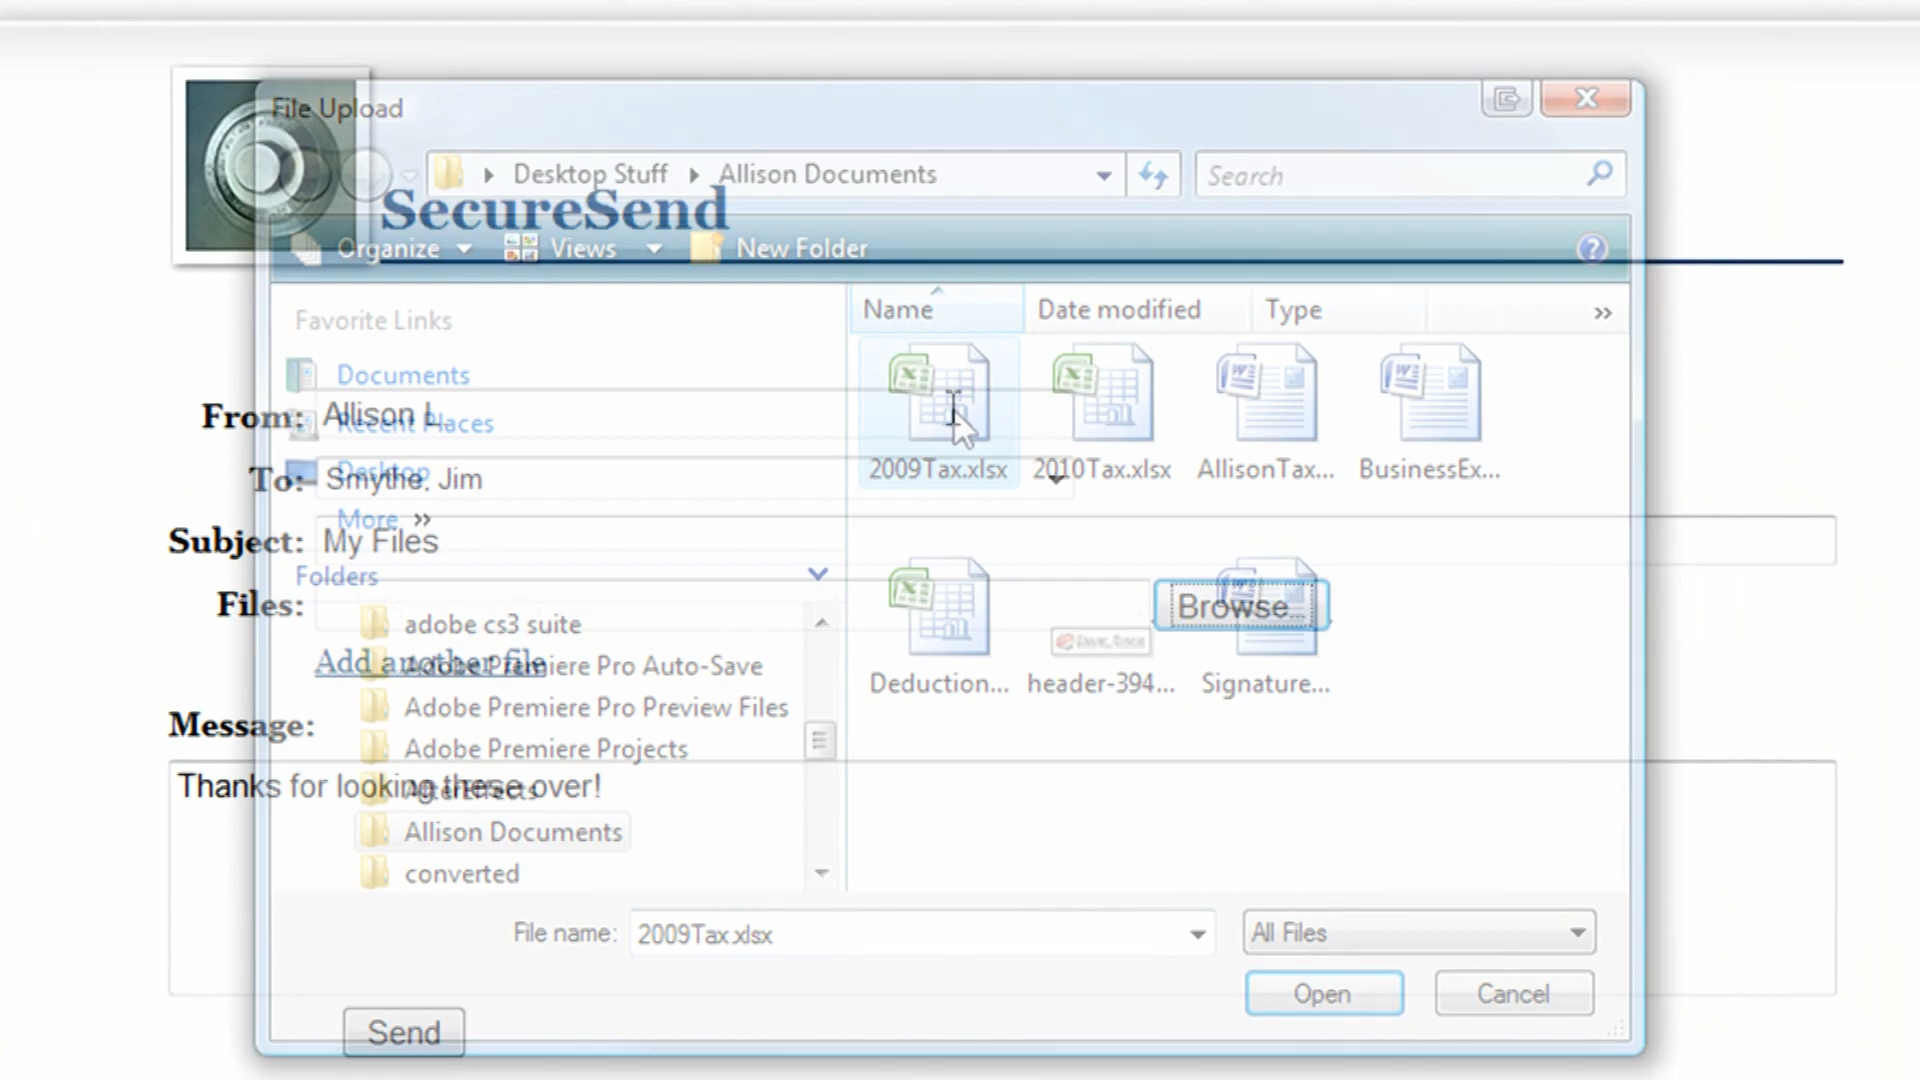 File Upload
Desktop Stuff Allison Documents
Search
SecureSend
Organize Views New Folder
Name Date modified Type
Favorite Links
Documents
Recent Places
Desktop
More »
Folders
adobe cs3 suite
Adobe Premiere Pro Auto-Save
Adobe Premiere Pro Preview Files
Adobe Premiere Projects
AfterEffects
Allison Documents
converted
2009Tax.xlsx 2010Tax.xlsx AllisonTax... BusinessEx...
Deduction... header-394... Signature...
From: Allison L
To: Smythe, Jim
Subject: My Files
Files: Browse...
Add another file
Message:
Thanks for looking these over!
File name: 2009Tax.xlsx All Files
Open Cancel
Send